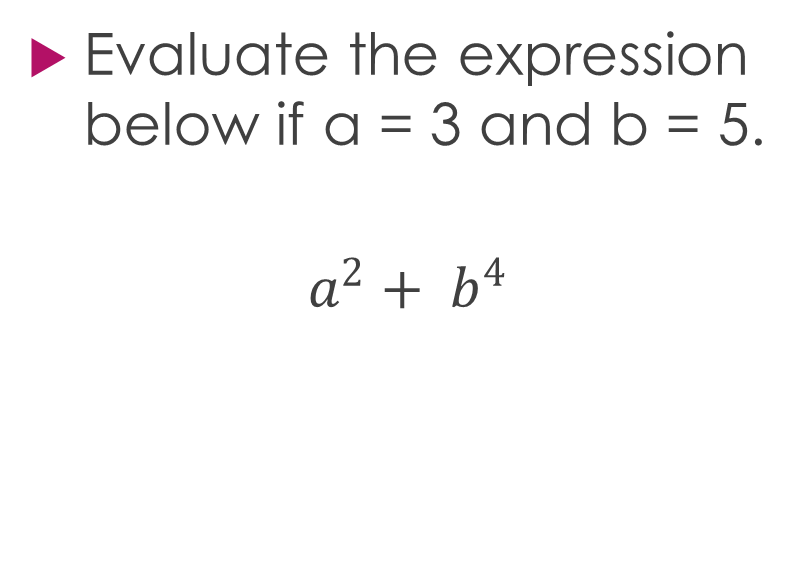 Evaluate the expression
below if a = 3 and b = 5.
a² + b⁴